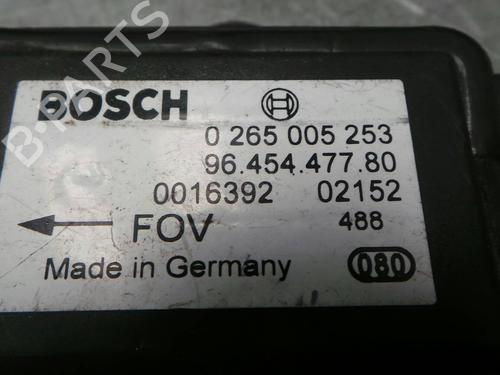 BOSCH
0 265 005 253
96.454.477.80
0016392 02152
FOV 488
Made in Germany 080
B-PARTS